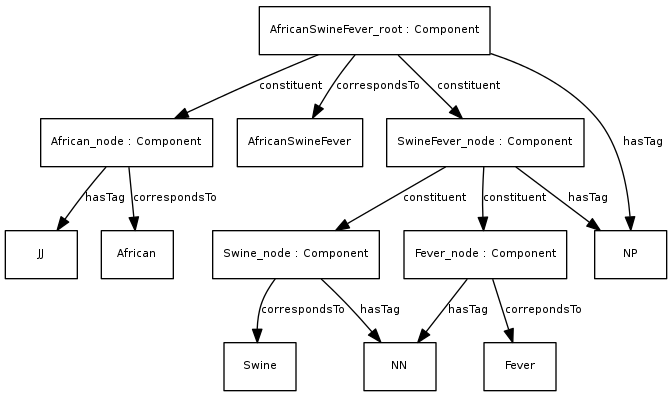 AfricanSwineFever_root : Component
constituent
correspondsTo
constituent
African_node : Component
AfricanSwineFever
SwineFever_node : Component
hasTag
hasTag
correspondsTo
constituent
constituent
hasTag
JJ
African
Swine_node : Component
Fever_node : Component
NP
correspondsTo
hasTag
hasTag
correpondsTo
Swine
NN
Fever